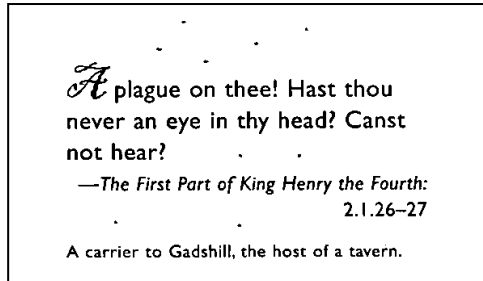 A plague on thee! Hast thou
never an eye in thy head? Canst
not hear?
—The First Part of King Henry the Fourth:
2.1.26–27
A carrier to Gadshill, the host of a tavern.